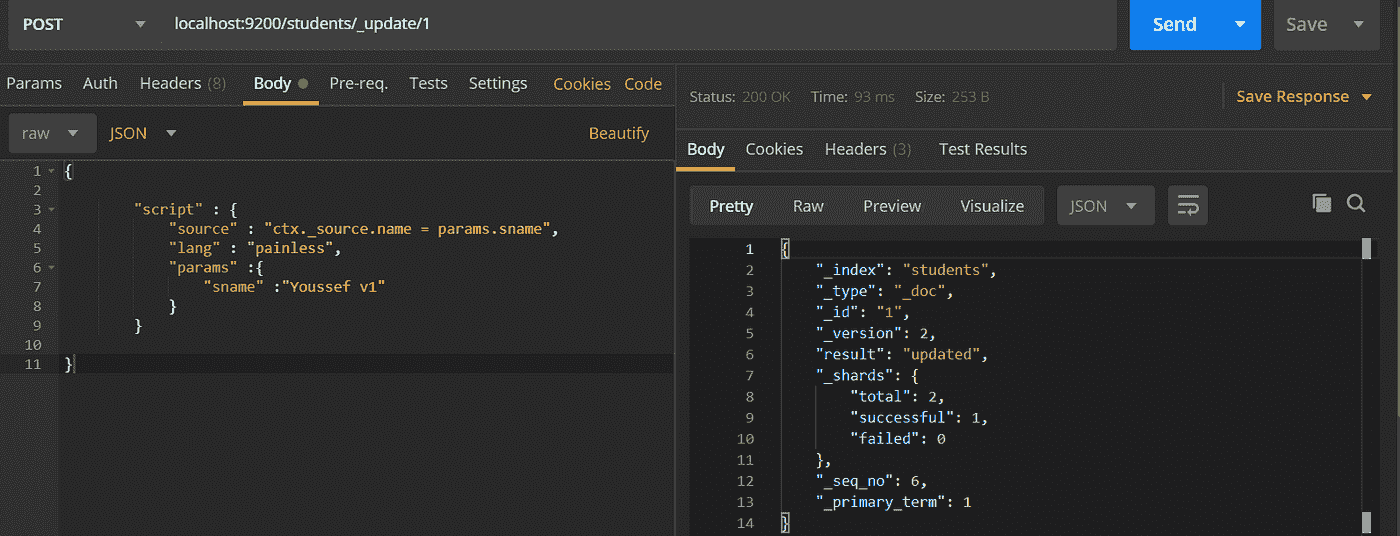 POST localhost:9200/students/_update/1 Send Save
Params Auth Headers (8) Body Pre-req. Tests Settings Cookies Code
raw JSON Beautify
1 {
2
3 "script" : {
4 "source" : "ctx._source.name = params.sname",
5 "lang" : "painless",
6 "params" :{
7 "sname" :"Youssef v1"
8 }
9 }
10
11 }
Status: 200 OK Time: 93 ms Size: 253 B Save Response
Body Cookies Headers (3) Test Results
Pretty Raw Preview Visualize JSON
1 {
2 "_index": "students",
3 "_type": "_doc",
4 "_id": "1",
5 "_version": 2,
6 "result": "updated",
7 "_shards": {
8 "total": 2,
9 "successful": 1,
10 "failed": 0
11 },
12 "_seq_no": 6,
13 "_primary_term": 1
14 }